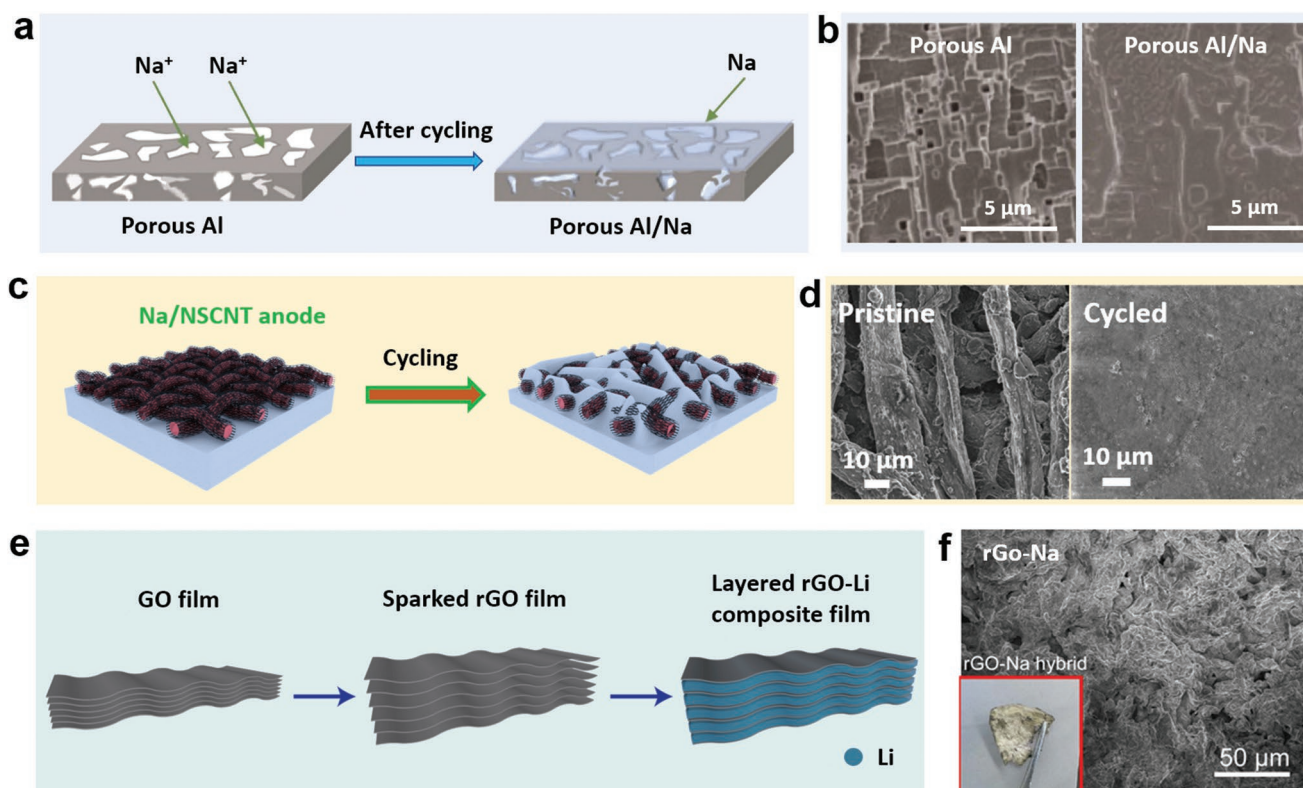 a
Na+
Na+
After cycling
Na
Porous Al
Porous Al/Na
b
Porous Al
5 μm
Porous Al/Na
5 μm
c
Na/NSCNT anode
Cycling
d
Pristine
10 μm
Cycled
10 μm
e
GO film
Sparked rGO film
Layered rGO-Li
composite film
Li
f
rGo-Na
rGO-Na hybrid
50 μm